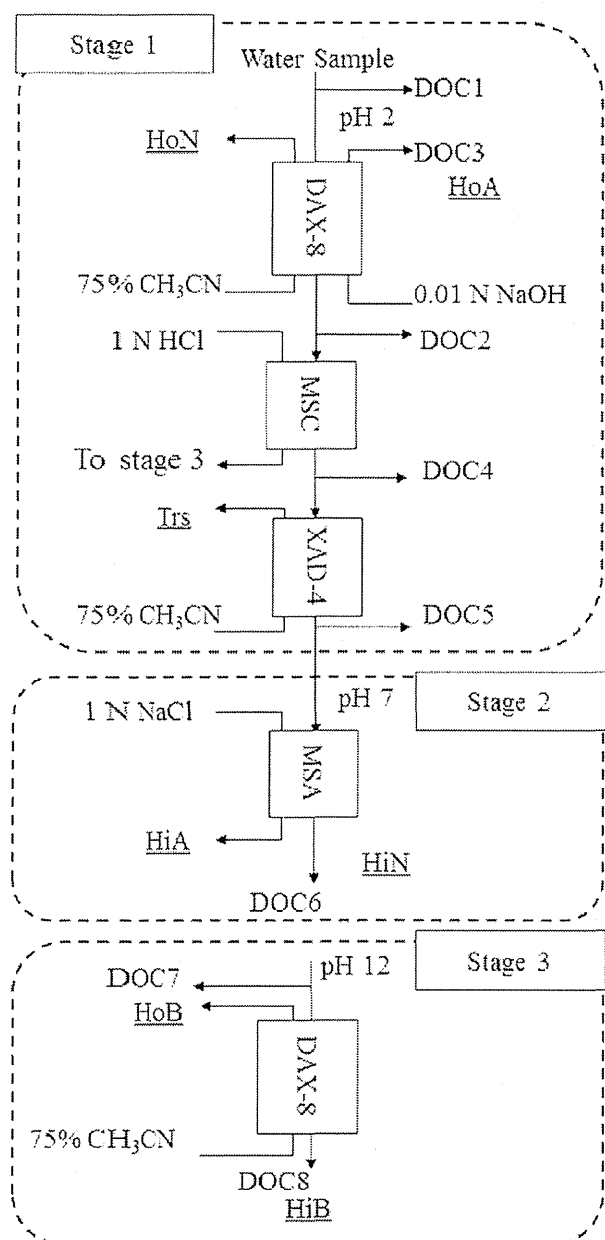 Stage 1
Water Sample
DOC1
pH 2
HoN
DOC3
HoA
DAX-8
75% CH₃CN
0.01 N NaOH
1 N HCl
DOC2
MSC
To stage 3
DOC4
Trs
XAD-4
75% CH₃CN
DOC5
Stage 2
pH 7
1 N NaCl
MSA
HiA
HiN
DOC6
Stage 3
pH 12
DOC7
HoB
DAX-8
75% CH₃CN
DOC8
HiB